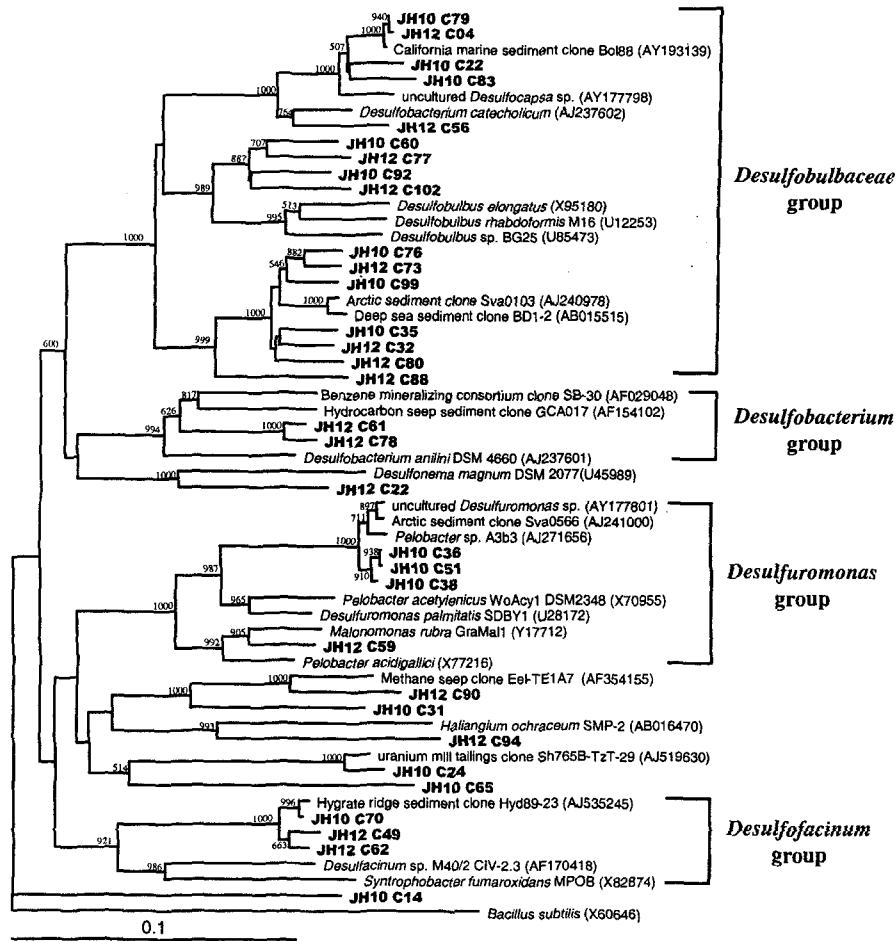 940
JH10 C79
1000
JH12 C04
California marine sediment clone Bol88 (AY193139)
507
JH10 C22
1000
JH10 C83
uncultured Desulfocapsa sp. (AY177798)
764
Desulfobacterium catecholicum (AJ237602)
JH12 C56
707
JH10 C60
887
JH12 C77
JH10 C92
989
JH12 C102
513
Desulfobulbus elongatus (X95180)
995
Desulfobulbus rhabdoformis M16 (U12253)
Desulfobulbus sp. BG25 (U85473)
1000
882
JH10 C76
546
JH12 C73
JH10 C99
1000
Arctic sediment clone Sva0103 (AJ240978)
1000
Deep sea sediment clone BD1-2 (AB015515)
JH10 C35
999
JH12 C32
JH12 C80
JH12 C88
Desulfobulbaceae
group
600
817
Benzene mineralizing consortium clone SB-30 (AF029048)
626
Hydrocarbon seep sediment clone GCA017 (AF154102)
994
1000
JH12 C61
JH12 C78
Desulfobacterium anilini DSM 4660 (AJ237601)
Desulfobacterium
group
1000
Desulfonema magnum DSM 2077(U45989)
JH12 C22
897
uncultured Desulfuromonas sp. (AY177801)
711
Arctic sediment clone Sva0566 (AJ241000)
Pelobacter sp. A3b3 (AJ271656)
1000
938
JH10 C36
987
JH10 C51
910
JH10 C38
965
Pelobacter acetylenicus WoAcy1 DSM2348 (X70955)
1000
Desulfuromonas palmitatis SDBY1 (U28172)
905
Malonomonas rubra GraMal1 (Y17712)
992
JH12 C59
Pelobacter acidigallici (X77216)
Desulfuromonas
group
1000
Methane seep clone Eel-TE1A7 (AF354155)
1000
JH12 C90
JH10 C31
993
Haliangium ochraceum SMP-2 (AB016470)
JH12 C94
1000
uranium mill tailings clone Sh765B-TzT-29 (AJ519630)
514
JH10 C24
JH10 C65
996
Hygrate ridge sediment clone Hyd89-23 (AJ535245)
1000
JH10 C70
JH12 C49
921
663
JH12 C62
986
Desulfacinum sp. M40/2 CIV-2.3 (AF170418)
Syntrophobacter fumaroxidans MPOB (X82874)
Desulfofacinum
group
JH10 C14
Bacillus subtilis (X60646)
0.1